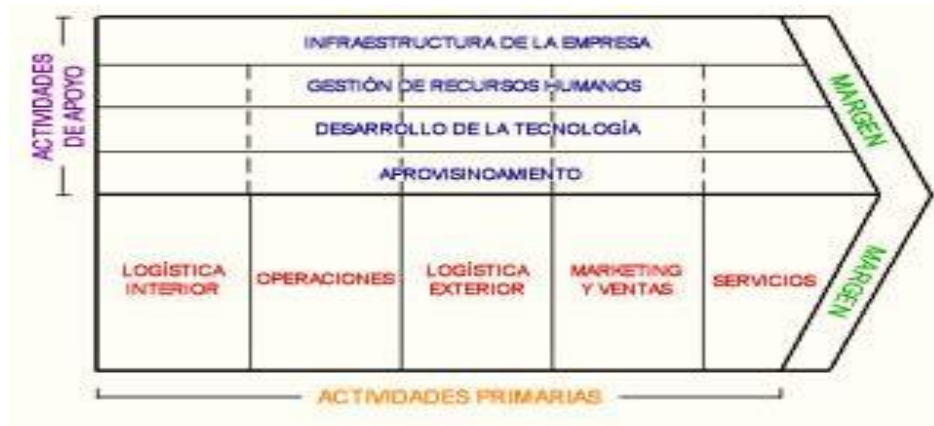 ACTIVIDADES
DE APOYO
INFRAESTRUCTURA DE LA EMPRESA
GESTIÓN DE RECURSOS HUMANOS
DESARROLLO DE LA TECNOLOGÍA
APROVISINOAMIENTO
MARGEN
LOGÍSTICA
INTERIOR
OPERACIONES
LOGÍSTICA
EXTERIOR
MARKETING
Y VENTAS
SERVICIOS
MARGEN
ACTIVIDADES PRIMARIAS